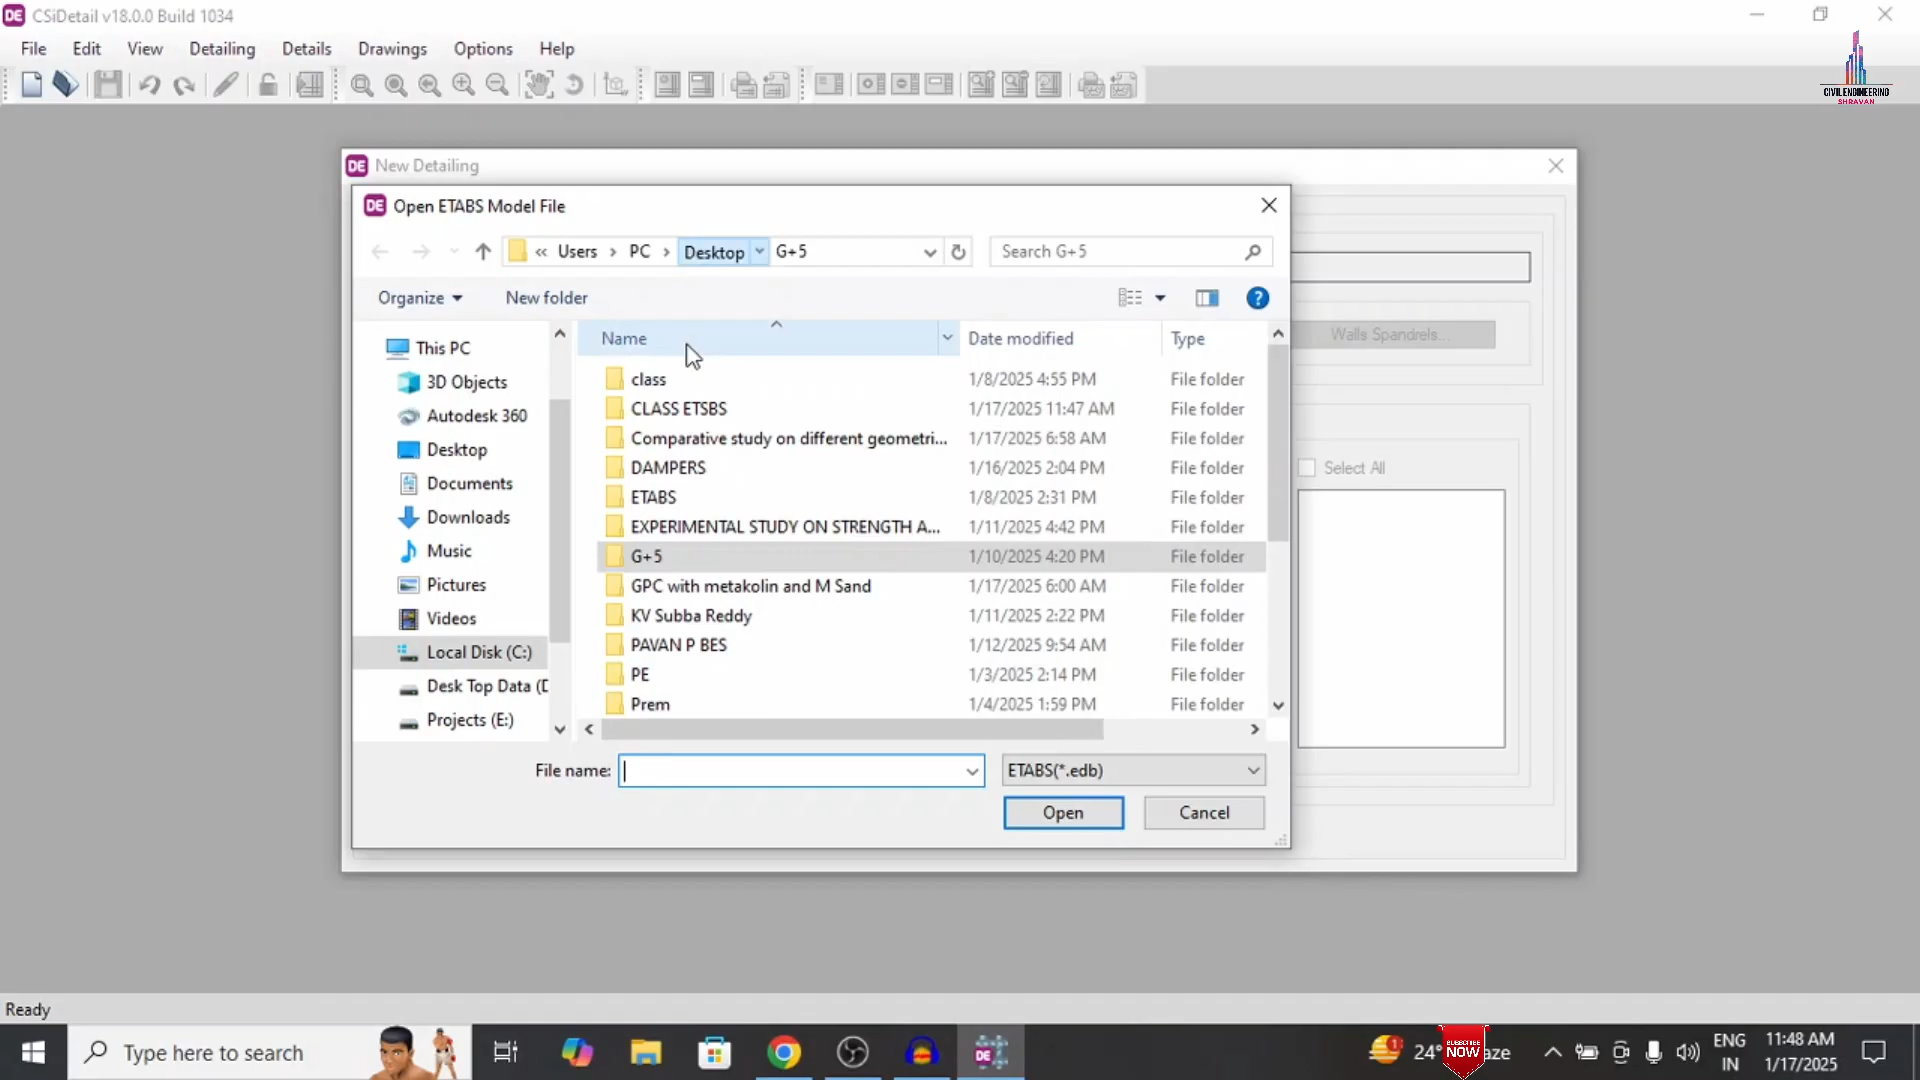 CSiDetail v18.0.0 Build 1034
File Edit View Detailing Details Drawings Options Help
CIVIL ENGINEERING
SHRAVAN
New Detailing
Open ETABS Model File
« Users › PC › Desktop G+5
Search G+5
Organize New folder
Name Date modified Type
This PC
3D Objects
Autodesk 360
Desktop
Documents
Downloads
Music
Pictures
Videos
Local Disk (C:)
Desk Top Data (D
Projects (E:)
class 1/8/2025 4:55 PM File folder
CLASS ETSBS 1/17/2025 11:47 AM File folder
Comparative study on different geometri... 1/17/2025 6:58 AM File folder
DAMPERS 1/16/2025 2:04 PM File folder
ETABS 1/8/2025 2:31 PM File folder
EXPERIMENTAL STUDY ON STRENGTH A... 1/11/2025 4:42 PM File folder
G+5 1/10/2025 4:20 PM File folder
GPC with metakolin and M Sand 1/17/2025 6:00 AM File folder
KV Subba Reddy 1/11/2025 2:22 PM File folder
PAVAN P BES 1/12/2025 9:54 AM File folder
PE 1/3/2025 2:14 PM File folder
Prem 1/4/2025 1:59 PM File folder
File name: ETABS(*.edb)
Open Cancel
Walls Spandrels...
Select All
Ready
Type here to search
24° aze
SUBSCRIBE
NOW
ENG
IN
11:48 AM
1/17/2025